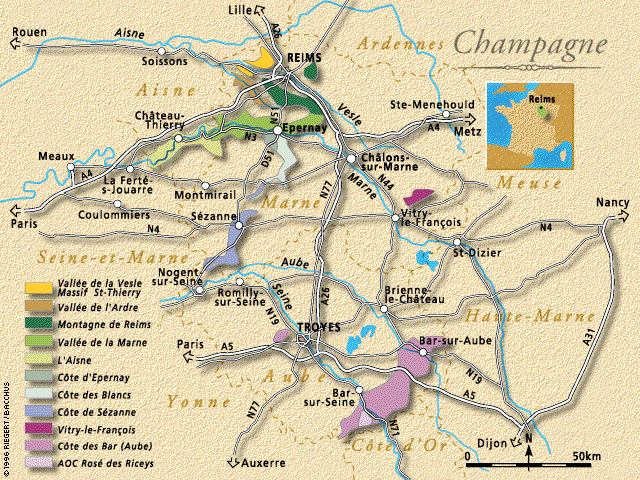 Lille
Rouen
Aisne
A26
Ardennes
Champagne
Soissons
REIMS
Aisne
Reims
Château-
Thierry
N51
Vesle
Ste-Menehould
N3
Epernay
A4
Metz
Meaux
D51
Châlons-
sur-Marne
A4
La Ferté-
s-Jouarre
Marne
N44
Meuse
Paris
Montmirail
N77
Coulommiers
Marne
Nancy
Sézanne
Vitry-
le-François
N4
N4
St-Dizier
Seine-et-Marne
Aube
Nogent-
sur-Seine
Romilly-
sur-Seine
Seine
Brienne-
le-Château
A26
N19
Haute-Marne
TROYES
A31
Paris
A5
Bar-sur-Aube
Aube
N19
Bar-
sur-Seine
A5
Yonne
N77
N71
Côte d'Or
Auxerre
Dijon
N
0
50km
Vallée de la Vesle
Massif St-Thierry
Vallée de l'Ardre
Montagne de Reims
Vallée de la Marne
L'Aisne
Côte d'Epernay
Côte des Blancs
Côte de Sézanne
Vitry-le-François
Côte des Bar (Aube)
AOC Rosé des Riceys
©1996 RIEGERT/BACCHUS